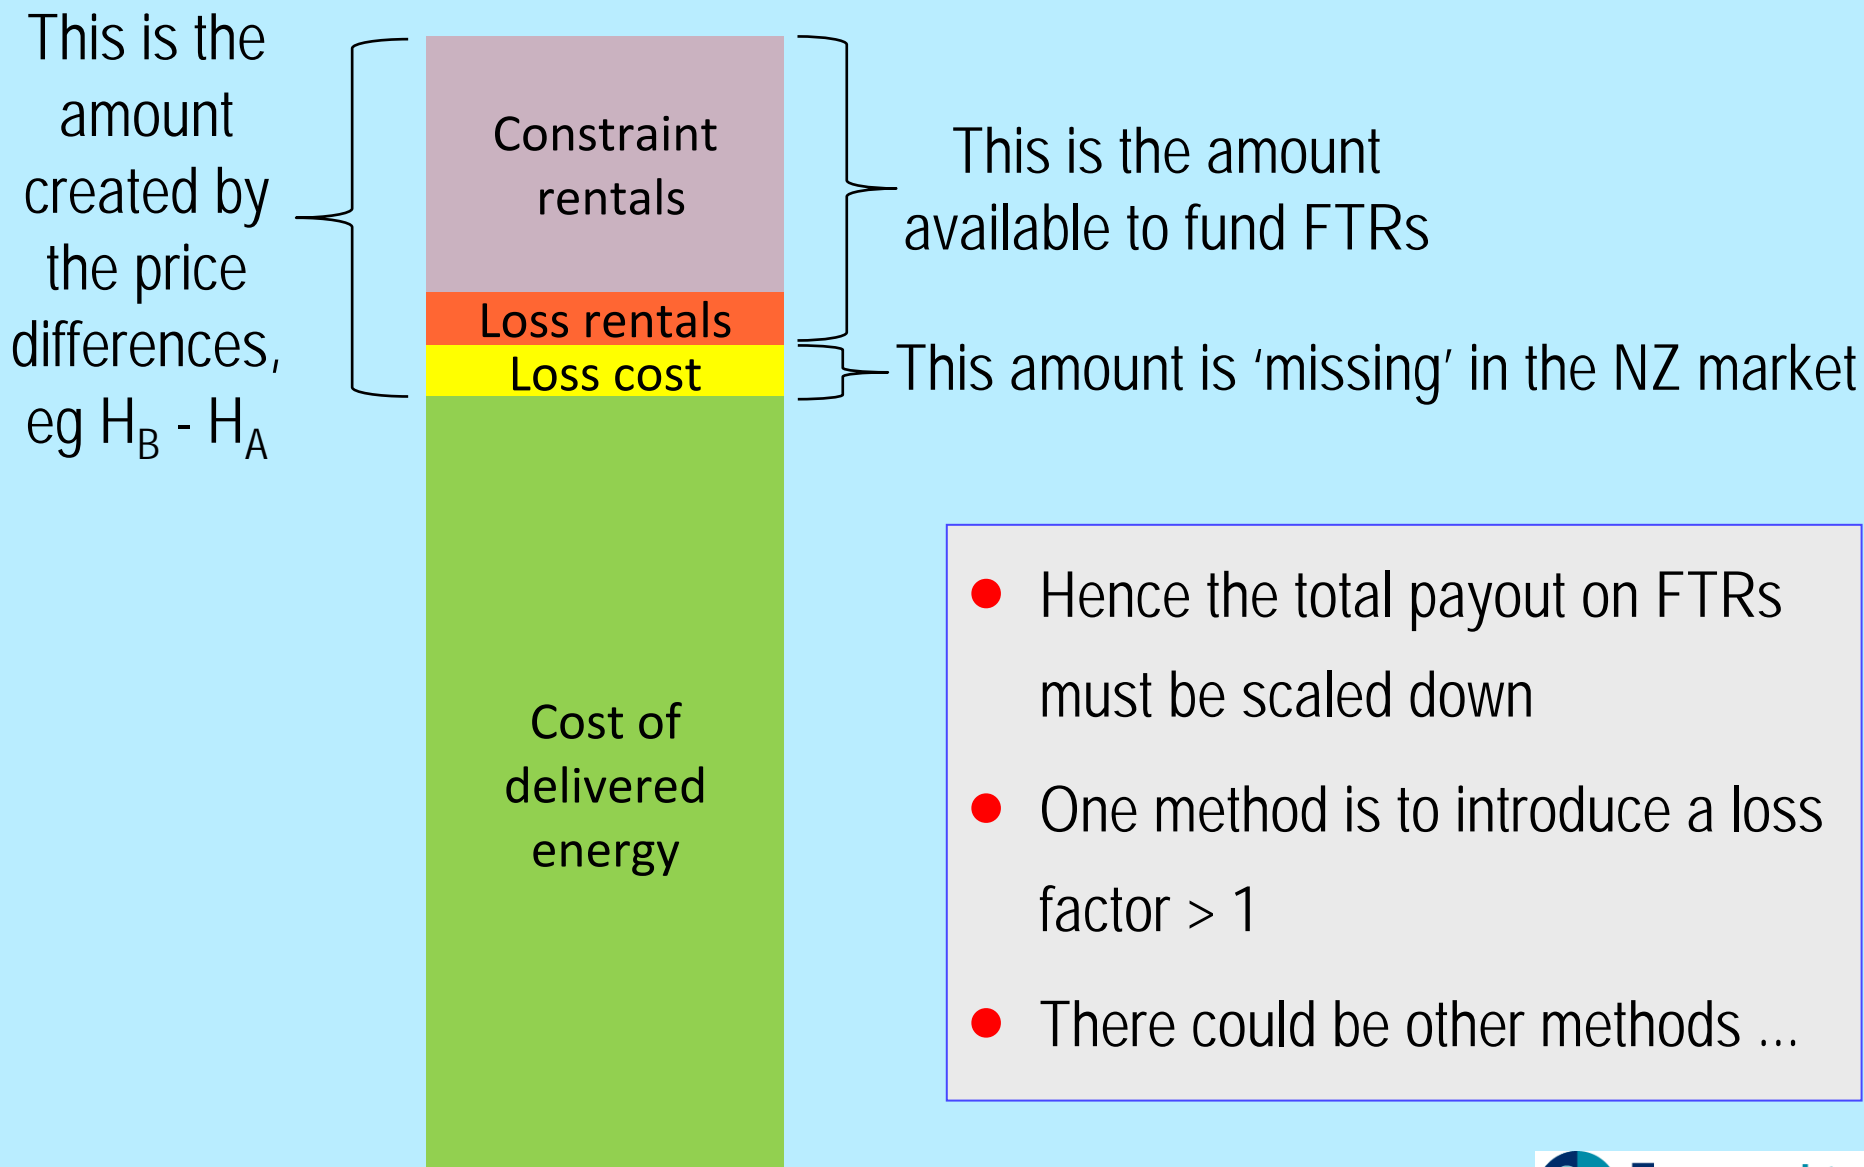 This is the
amount
created by
the price
differences,
eg H_B - H_A
Constraint
rentals
Loss rentals
Loss cost
Cost of
delivered
energy
This is the amount
available to fund FTRs
This amount is ‘missing’ in the NZ market
● Hence the total payout on FTRs
must be scaled down
● One method is to introduce a loss
factor > 1
● There could be other methods ...